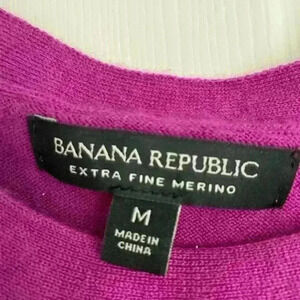 BANANA REPUBLIC
EXTRA FINE MERINO
M
MADE IN
CHINA